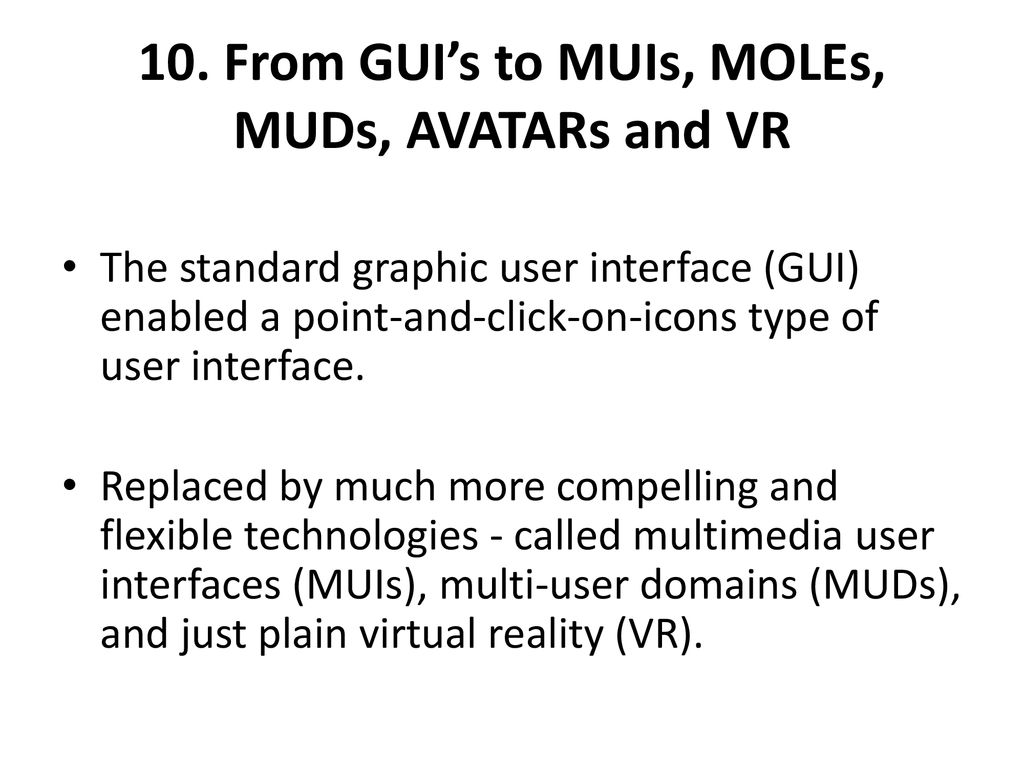 10. From GUI’s to MUIs, MOLEs,
MUDs, AVATARs and VR
• The standard graphic user interface (GUI)
enabled a point-and-click-on-icons type of
user interface.
• Replaced by much more compelling and
flexible technologies - called multimedia user
interfaces (MUIs), multi-user domains (MUDs),
and just plain virtual reality (VR).